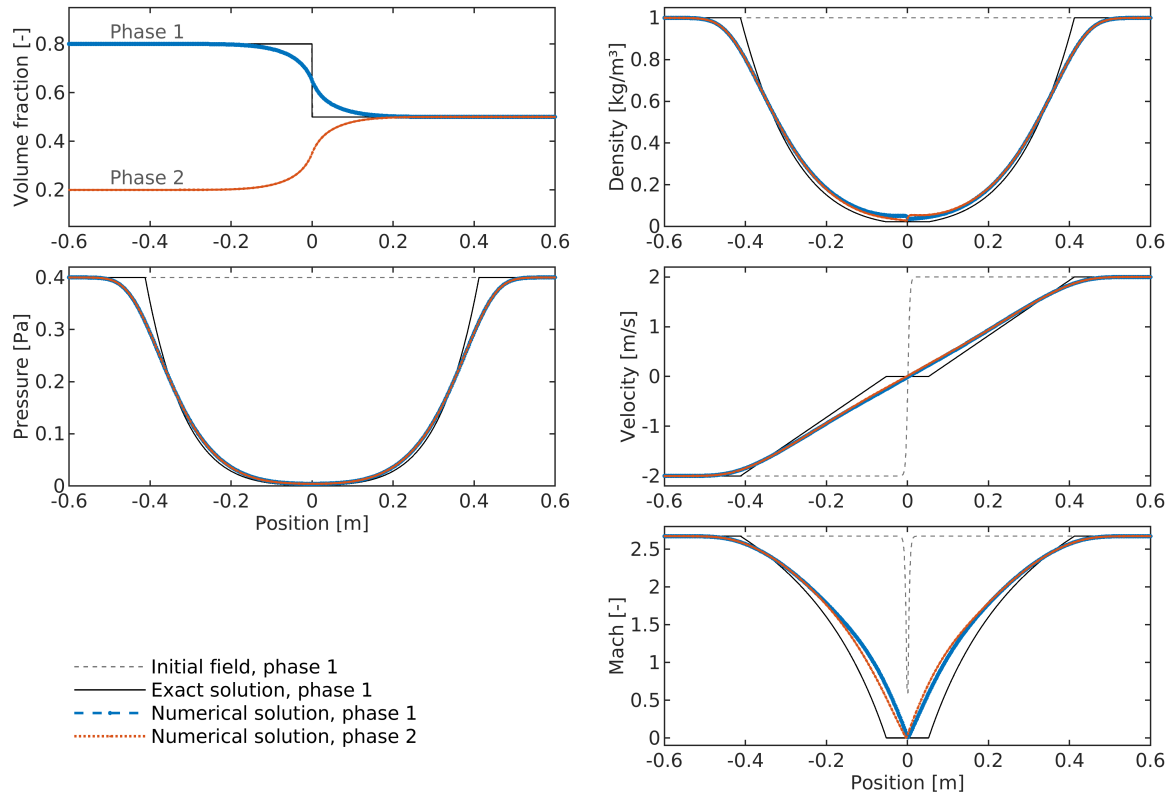 Volume fraction [-]
0.8
0.6
0.4
0.2
Phase 1
Phase 2
-0.6 -0.4 -0.2 0 0.2 0.4 0.6
Density [kg/m³]
1
0.8
0.6
0.4
0.2
0
-0.6 -0.4 -0.2 0 0.2 0.4 0.6
Pressure [Pa]
0.4
0.3
0.2
0.1
0
-0.6 -0.4 -0.2 0 0.2 0.4 0.6
Position [m]
Velocity [m/s]
2
1
0
-1
-2
-0.6 -0.4 -0.2 0 0.2 0.4 0.6
Mach [-]
2.5
2
1.5
1
0.5
0
-0.6 -0.4 -0.2 0 0.2 0.4 0.6
Position [m]
Initial field, phase 1
Exact solution, phase 1
Numerical solution, phase 1
Numerical solution, phase 2